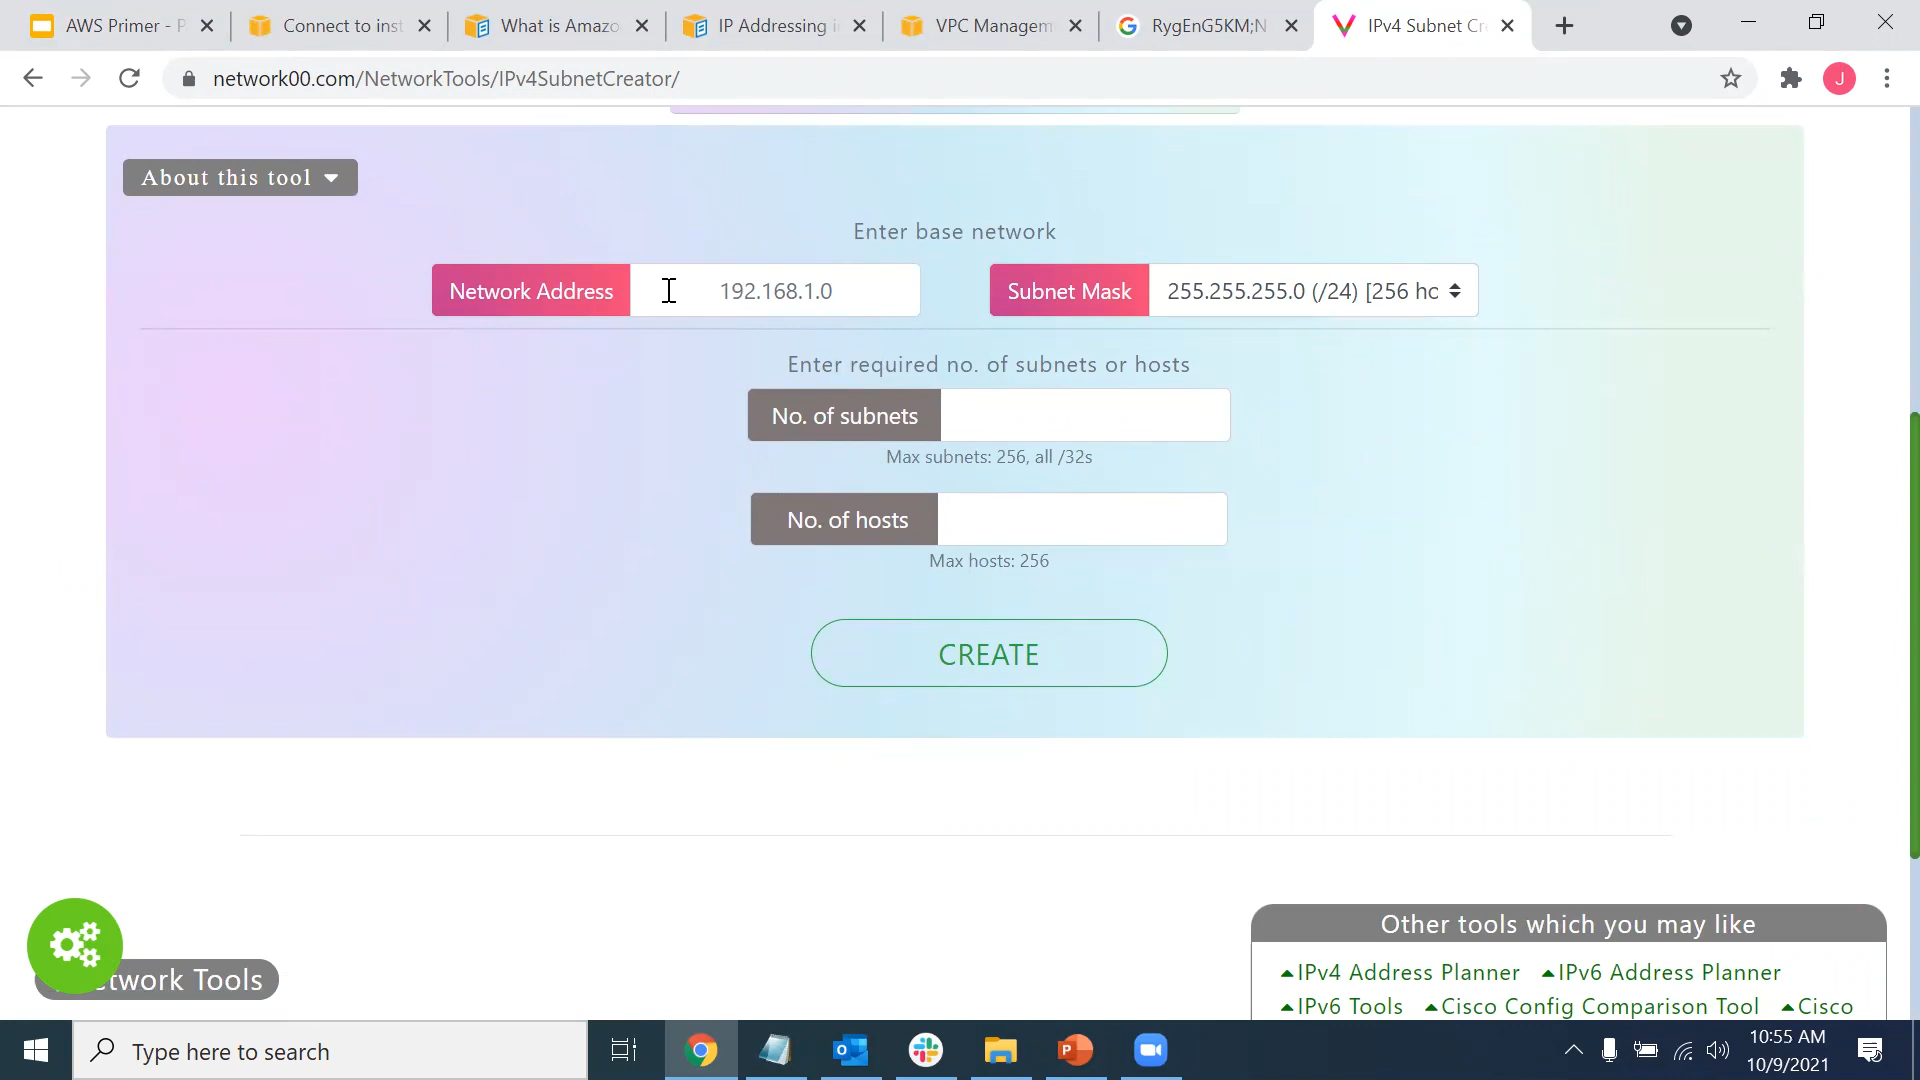 AWS Primer - P
Connect to inst
What is Amazo
IP Addressing i
VPC Managem
RygEnG5KM;N
IPv4 Subnet Cr
network00.com/NetworkTools/IPv4SubnetCreator/
J
About this tool
Enter base network
Network Address 192.168.1.0
Subnet Mask 255.255.255.0 (/24) [256 hc
Enter required no. of subnets or hosts
No. of subnets
Max subnets: 256, all /32s
No. of hosts
Max hosts: 256
CREATE
Other tools which you may like
IPv4 Address Planner IPv6 Address Planner
IPv6 Tools Cisco Config Comparison Tool Cisco
twork Tools
Type here to search
10:55 AM
10/9/2021